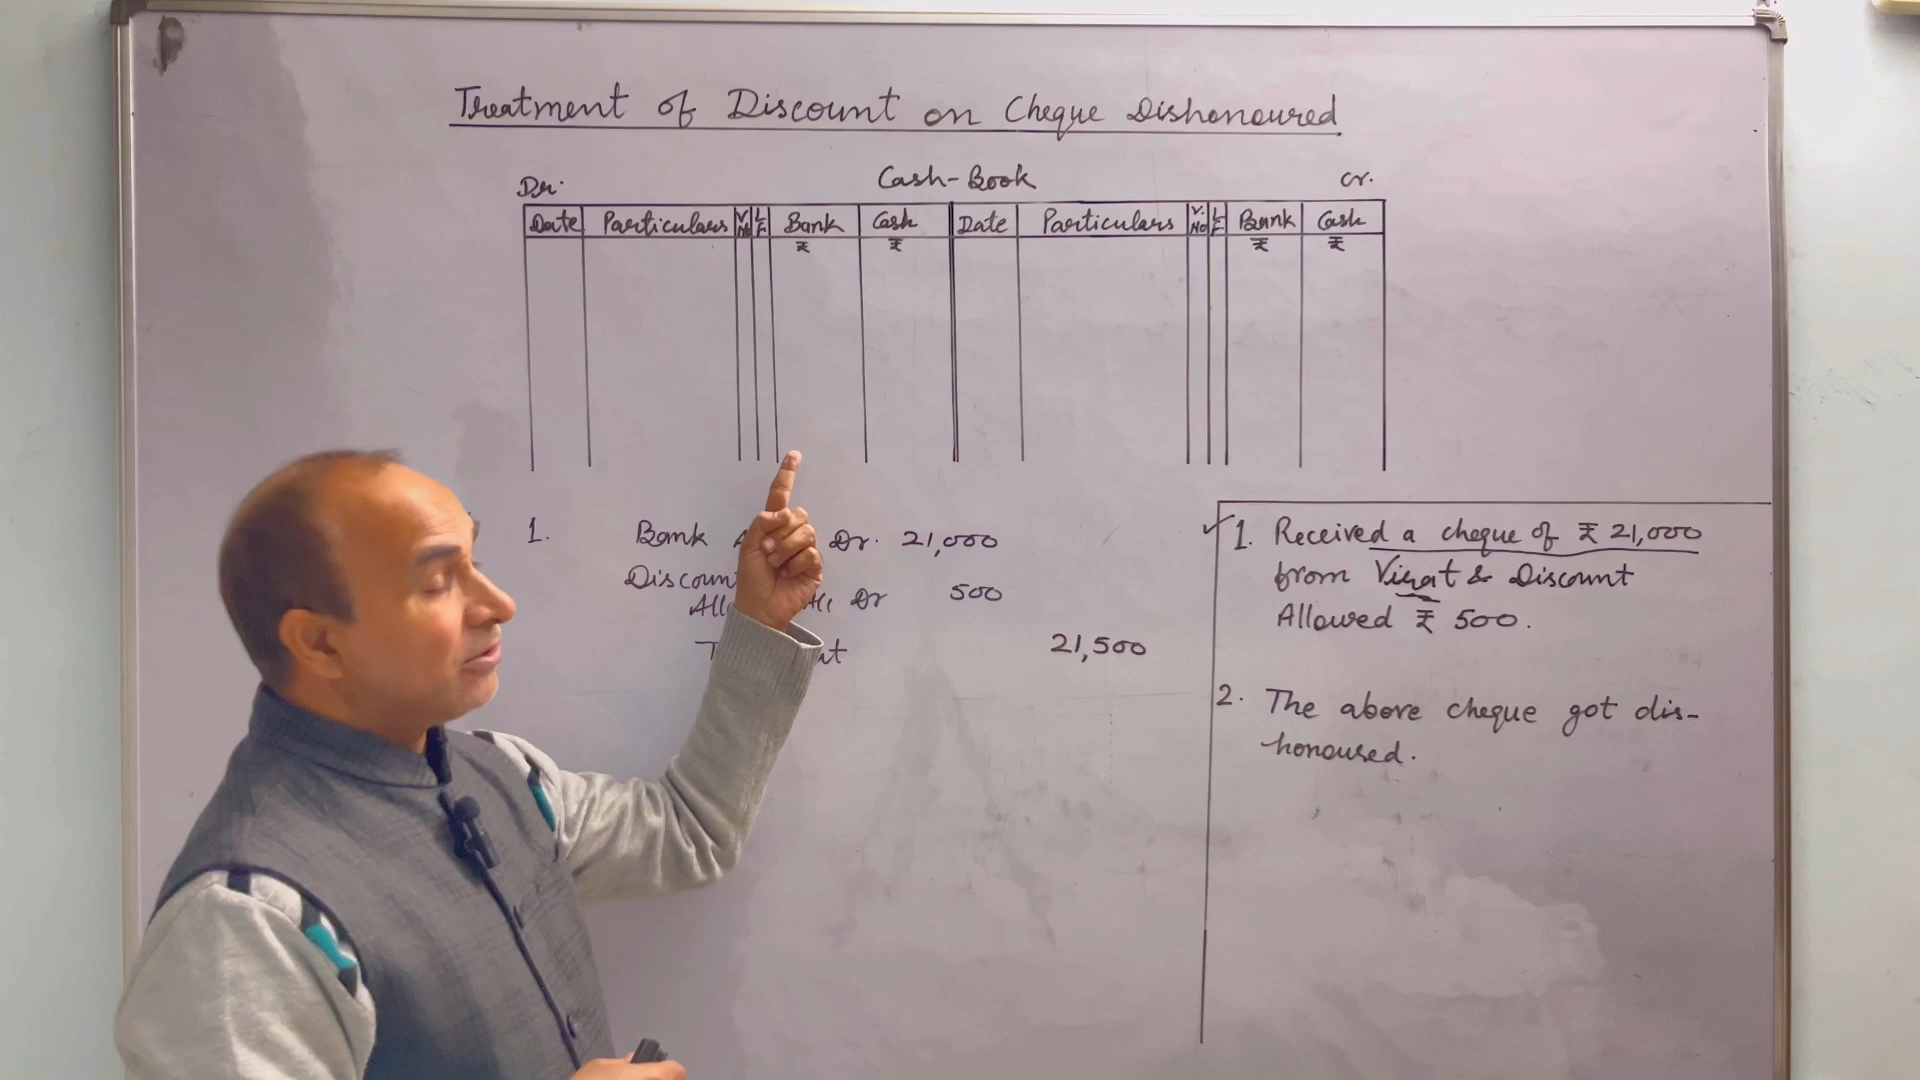 Treatment of Discount on Cheque Dishonoured
Dr. Cash-Book Cr.
Date Particulars V. No L.F. Bank Cash Date Particulars V. No L.F. Bank Cash
₹ ₹ ₹ ₹
1. Bank Dr. 21,000
Discount
Dr 500
21,500
1. Received a cheque of ₹ 21,000
from Virat & Discount
Allowed ₹ 500.
2. The above cheque got dis-
honoured.